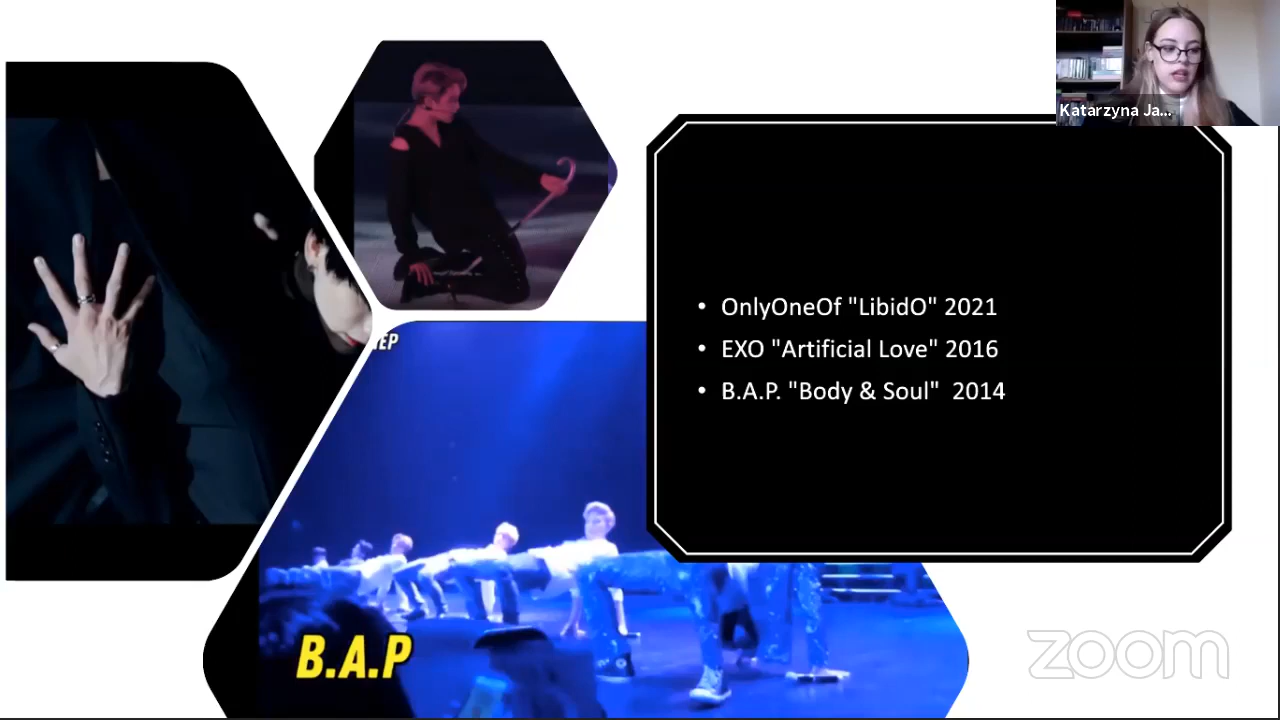 Katarzyna Ja...
OnlyOneOf "LibidO" 2021
EXO "Artificial Love" 2016
B.A.P. "Body & Soul"  2014
B.A.P
zoom